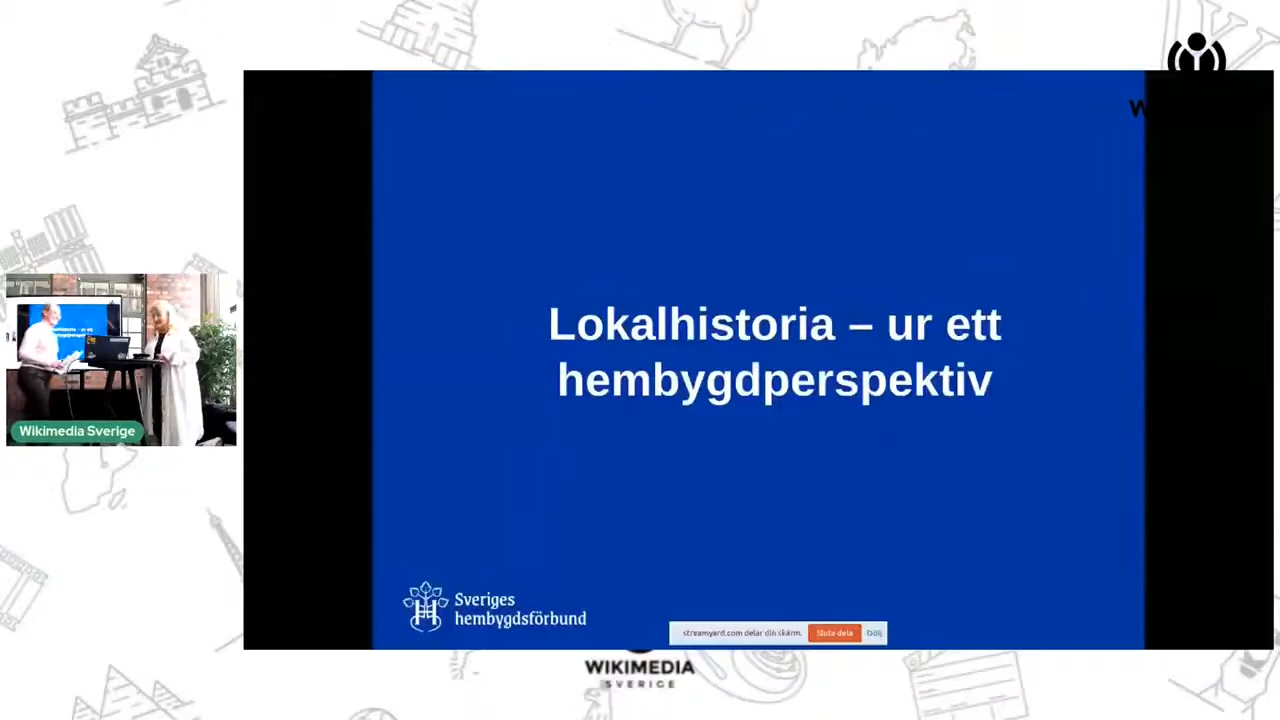 W
Lokalhistoria – ur ett
hembygdperspektiv
Wikimedia Sverige
Sveriges
hembygdsförbund
streamyard.com delar din skärm.
Sluta dela
Dölj
WIKIMEDIA
SVERIGE